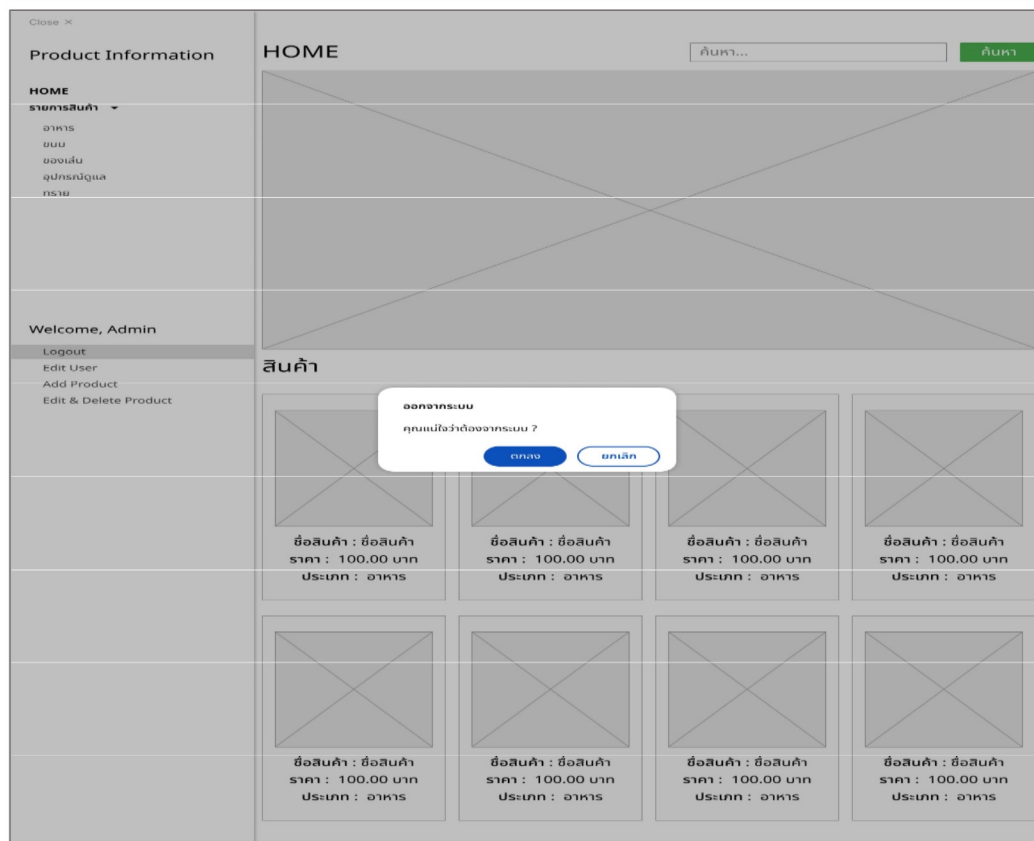 Close ×
Product Information
HOME
รายการสินค้า
อาหาร
ขนม
ของเล่น
อุปกรณ์ดูแล
ทราย
Welcome, Admin
Logout
Edit User
Add Product
Edit & Delete Product
HOME
ค้นหา...
ค้นหา
สินค้า
ออกจากระบบ
คุณแน่ใจว่าต้องจากระบบ ?
ตกลง
ยกเลิก
ชื่อสินค้า : ชื่อสินค้า
ราคา : 100.00 บาท
ประเภท : อาหาร
ชื่อสินค้า : ชื่อสินค้า
ราคา : 100.00 บาท
ประเภท : อาหาร
ชื่อสินค้า : ชื่อสินค้า
ราคา : 100.00 บาท
ประเภท : อาหาร
ชื่อสินค้า : ชื่อสินค้า
ราคา : 100.00 บาท
ประเภท : อาหาร
ชื่อสินค้า : ชื่อสินค้า
ราคา : 100.00 บาท
ประเภท : อาหาร
ชื่อสินค้า : ชื่อสินค้า
ราคา : 100.00 บาท
ประเภท : อาหาร
ชื่อสินค้า : ชื่อสินค้า
ราคา : 100.00 บาท
ประเภท : อาหาร
ชื่อสินค้า : ชื่อสินค้า
ราคา : 100.00 บาท
ประเภท : อาหาร